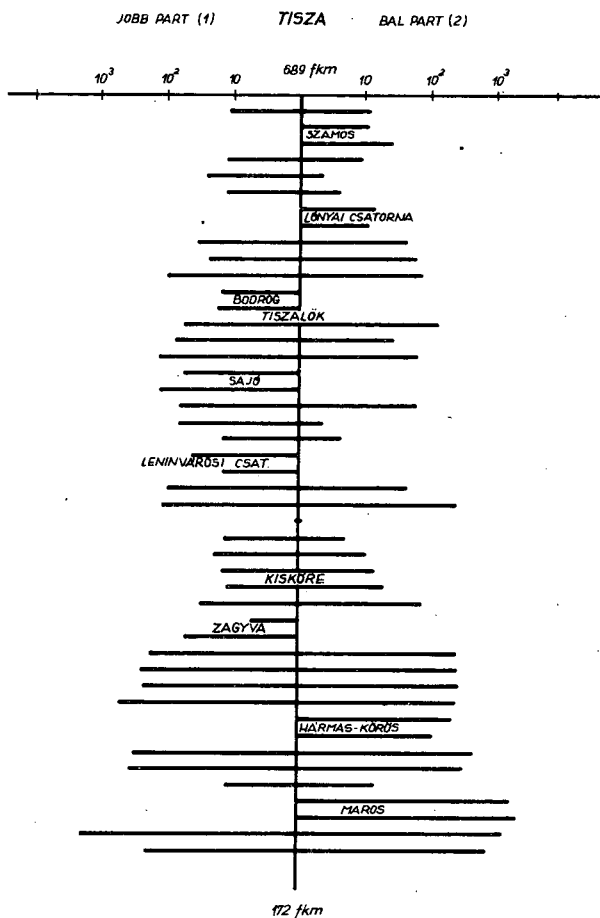 JOBB PART (1) TISZA BAL PART (2)
689 fkm
10³ 10² 10 10 10² 10³
SZAMOS
LÓNYAI CSATORNA
BODROG
TISZALÖK
SAJÓ
LENINVÁROSI CSAT.
KISKÖRE
ZAGYVA
HÁRMAS-KÖRÖS
MAROS
172 fkm